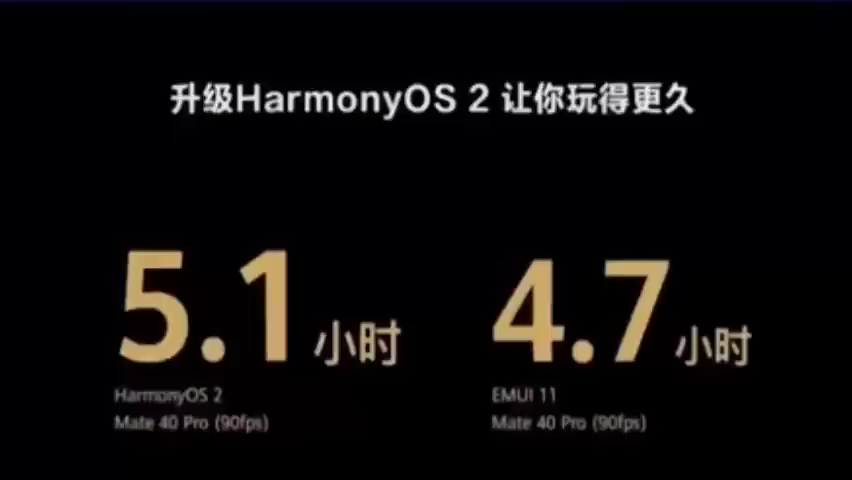 升级HarmonyOS 2 让你玩得更久
5.1 小时
HarmonyOS 2
Mate 40 Pro (90fps)
4.7 小时
EMUI 11
Mate 40 Pro (90fps)